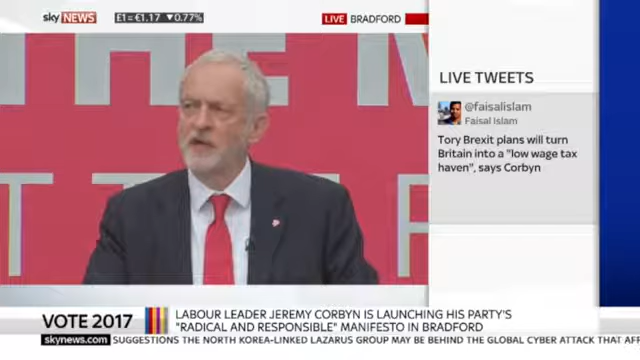 sky NEWS
£1=€1.17 ▼0.77%
LIVE BRADFORD
THE M
LIVE TWEETS
@faisalislam
Faisal Islam
Tory Brexit plans will turn
Britain into a "low wage tax
haven", says Corbyn
VOTE 2017
LABOUR LEADER JEREMY CORBYN IS LAUNCHING HIS PARTY'S
"RADICAL AND RESPONSIBLE" MANIFESTO IN BRADFORD
skynews.com
SUGGESTIONS THE NORTH KOREA-LINKED LAZARUS GROUP MAY BE BEHIND THE GLOBAL CYBER ATTACK THAT AF